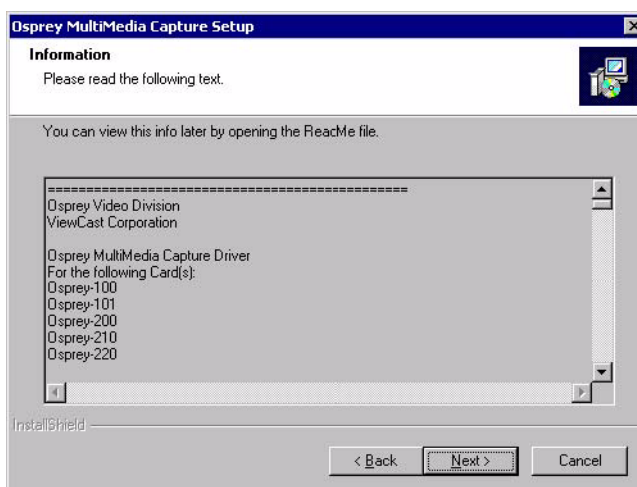 Osprey MultiMedia Capture Setup
Information
Please read the following text.
You can view this info later by opening the ReacMe file.
================================================
Osprey Video Division
ViewCast Corporation
Osprey MultiMedia Capture Driver
For the following Card(s):
Osprey-100
Osprey-101
Osprey-200
Osprey-210
Osprey-220
InstallShield
< Back
Next >
Cancel